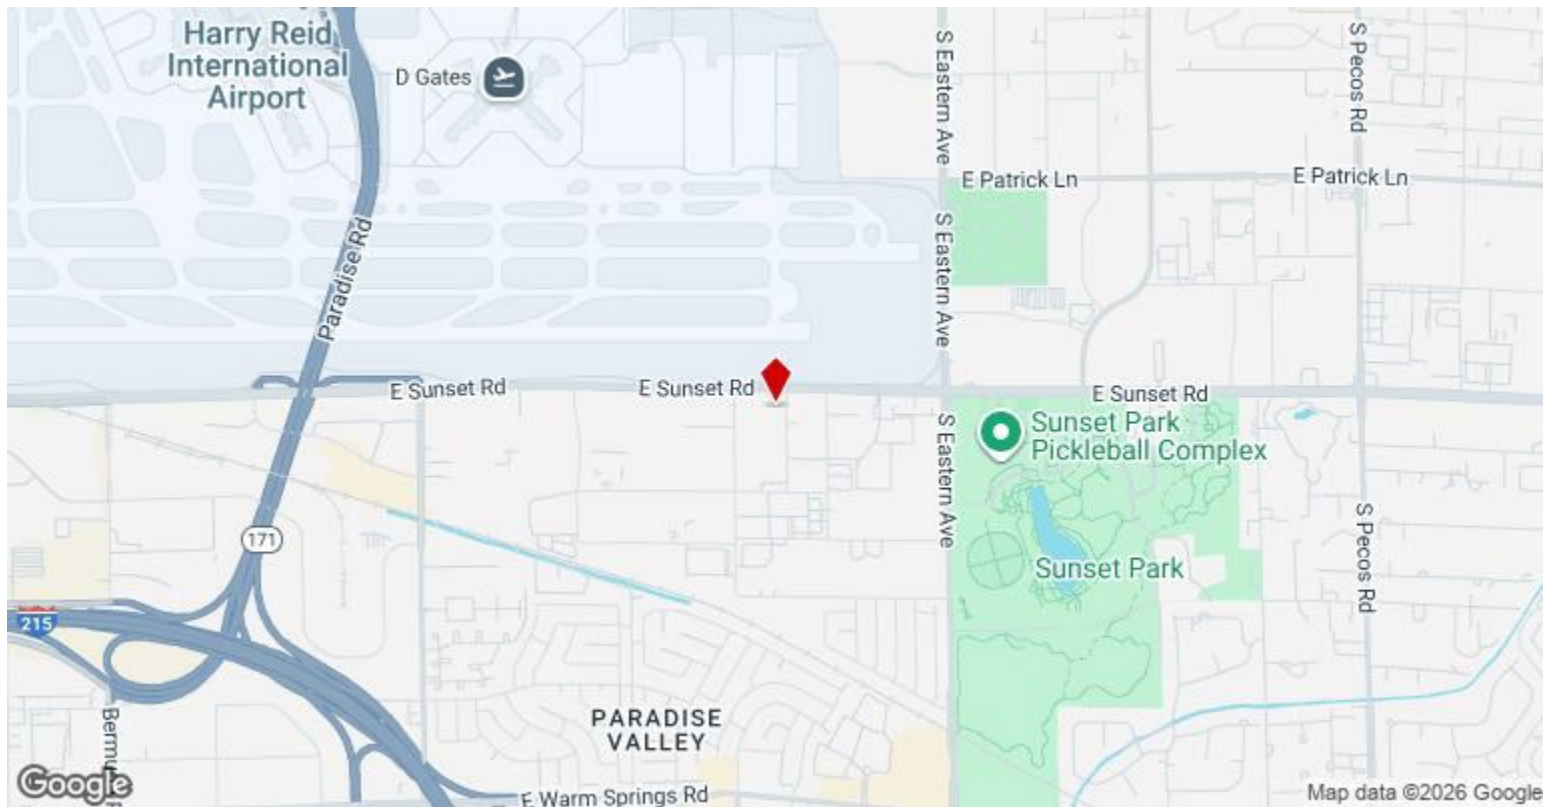 Harry Reid
International
Airport
D Gates
S Eastern Ave
S Pecos Rd
E Patrick Ln
E Patrick Ln
Paradise Rd
S Eastern Ave
E Sunset Rd
E Sunset Rd
E Sunset Rd
Sunset Park
Pickleball Complex
S Eastern Ave
171
S Pecos Rd
Sunset Park
215
PARADISE
VALLEY
Google
E Warm Springs Rd
Map data ©2026 Google